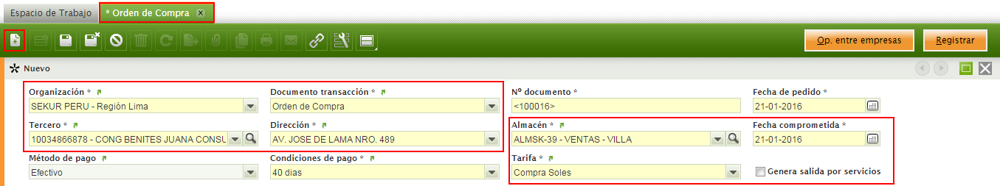 Espacio de Trabajo
* Orden de Compra
Op. entre empresas
Registrar
Nuevo
Organización *
Documento transacción *
Nº documento *
Fecha de pedido *
SEKUR PERU - Región Lima
Orden de Compra
<100016>
21-01-2016
Tercero *
Dirección *
Almacén *
Fecha comprometida *
10034866878 - CONG BENITES JUANA CONSU
AV. JOSE DE LAMA NRO. 489
ALMSK-39 - VENTAS - VILLA
21-01-2016
Método de pago
Condiciones de pago *
Tarifa *
Efectivo
40 dias
Compra Soles
Genera salida por servicios